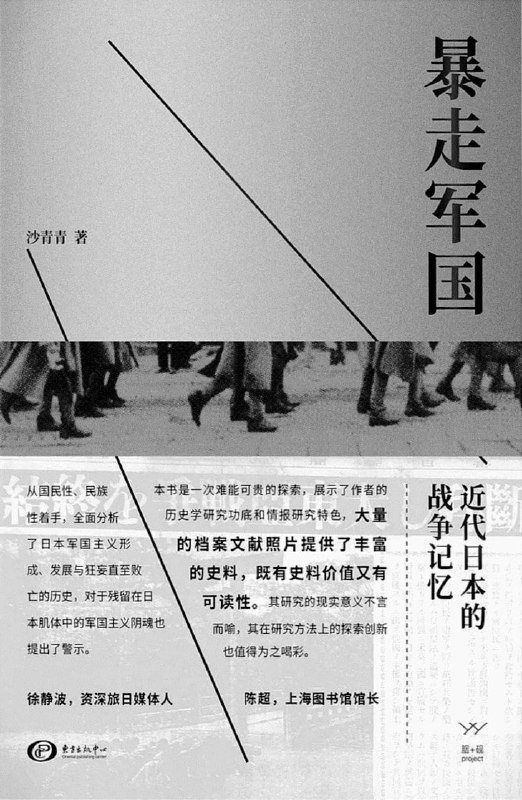 暴走军国
沙青青 著
近代日本的
战争记忆
从国民性、民族
性着手，全面分析
了日本军国主义形
成、发展与狂妄直至败
亡的历史，对于残留在日
本肌体中的军国主义阴魂也
提出了警示。
徐静波，资深旅日媒体人
本书是一次难能可贵的探索，展示了作者的
历史学研究功底和情报研究特色，大量
的档案文献照片提供了丰富
的史料，既有史料价值又有
可读性。其研究的现实意义不言
而喻，其在研究方法上的探索创新
也值得为之喝彩。
陈超，上海图书馆馆长
东方出版中心
Oriental publishing center
project